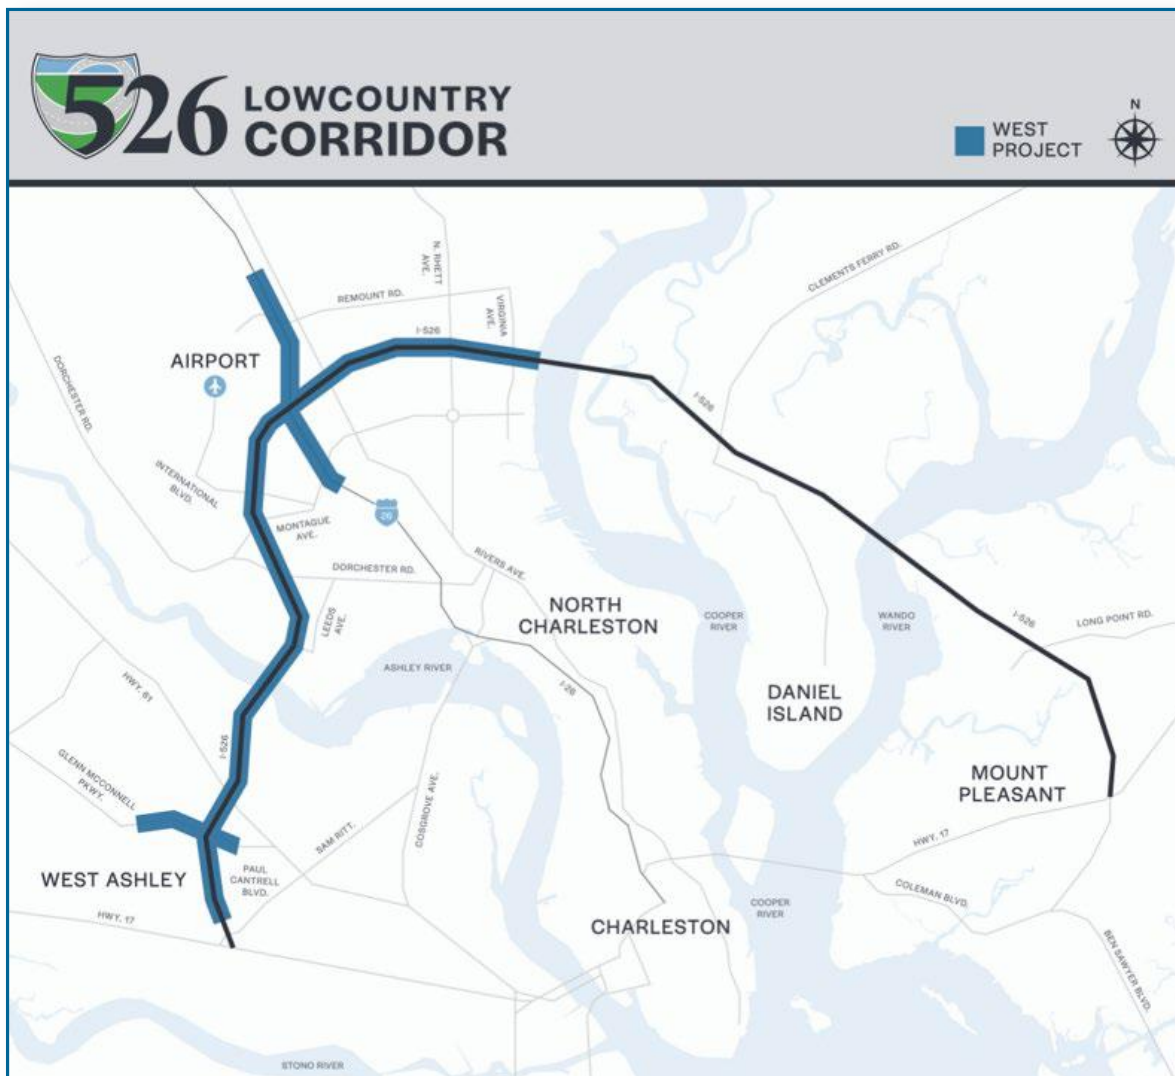 526 LOWCOUNTRY
CORRIDOR
WEST
PROJECT
N
N. RHETT
AVE.
REMOUNT RD.
VIRGINIA
AVE.
I-526
CLEMENTS FERRY RD.
AIRPORT
DORCHESTER RD.
I-526
INTERNATIONAL
BLVD.
MONTAGUE
AVE.
26
DORCHESTER RD.
RIVERS AVE.
LEEDS
AVE.
NORTH
CHARLESTON
COOPER
RIVER
WANDO
RIVER
I-526
LONG POINT RD.
ASHLEY RIVER
HWY. 61
I-26
DANIEL
ISLAND
I-526
GLENN MCCONNELL
PKWY.
MOUNT
PLEASANT
COSGROVE AVE.
SAM RITT.
HWY. 17
WEST ASHLEY
PAUL
CANTRELL
BLVD.
COLEMAN BLVD.
HWY. 17
CHARLESTON
COOPER
RIVER
BEN SAWYER BLVD.
STONO RIVER